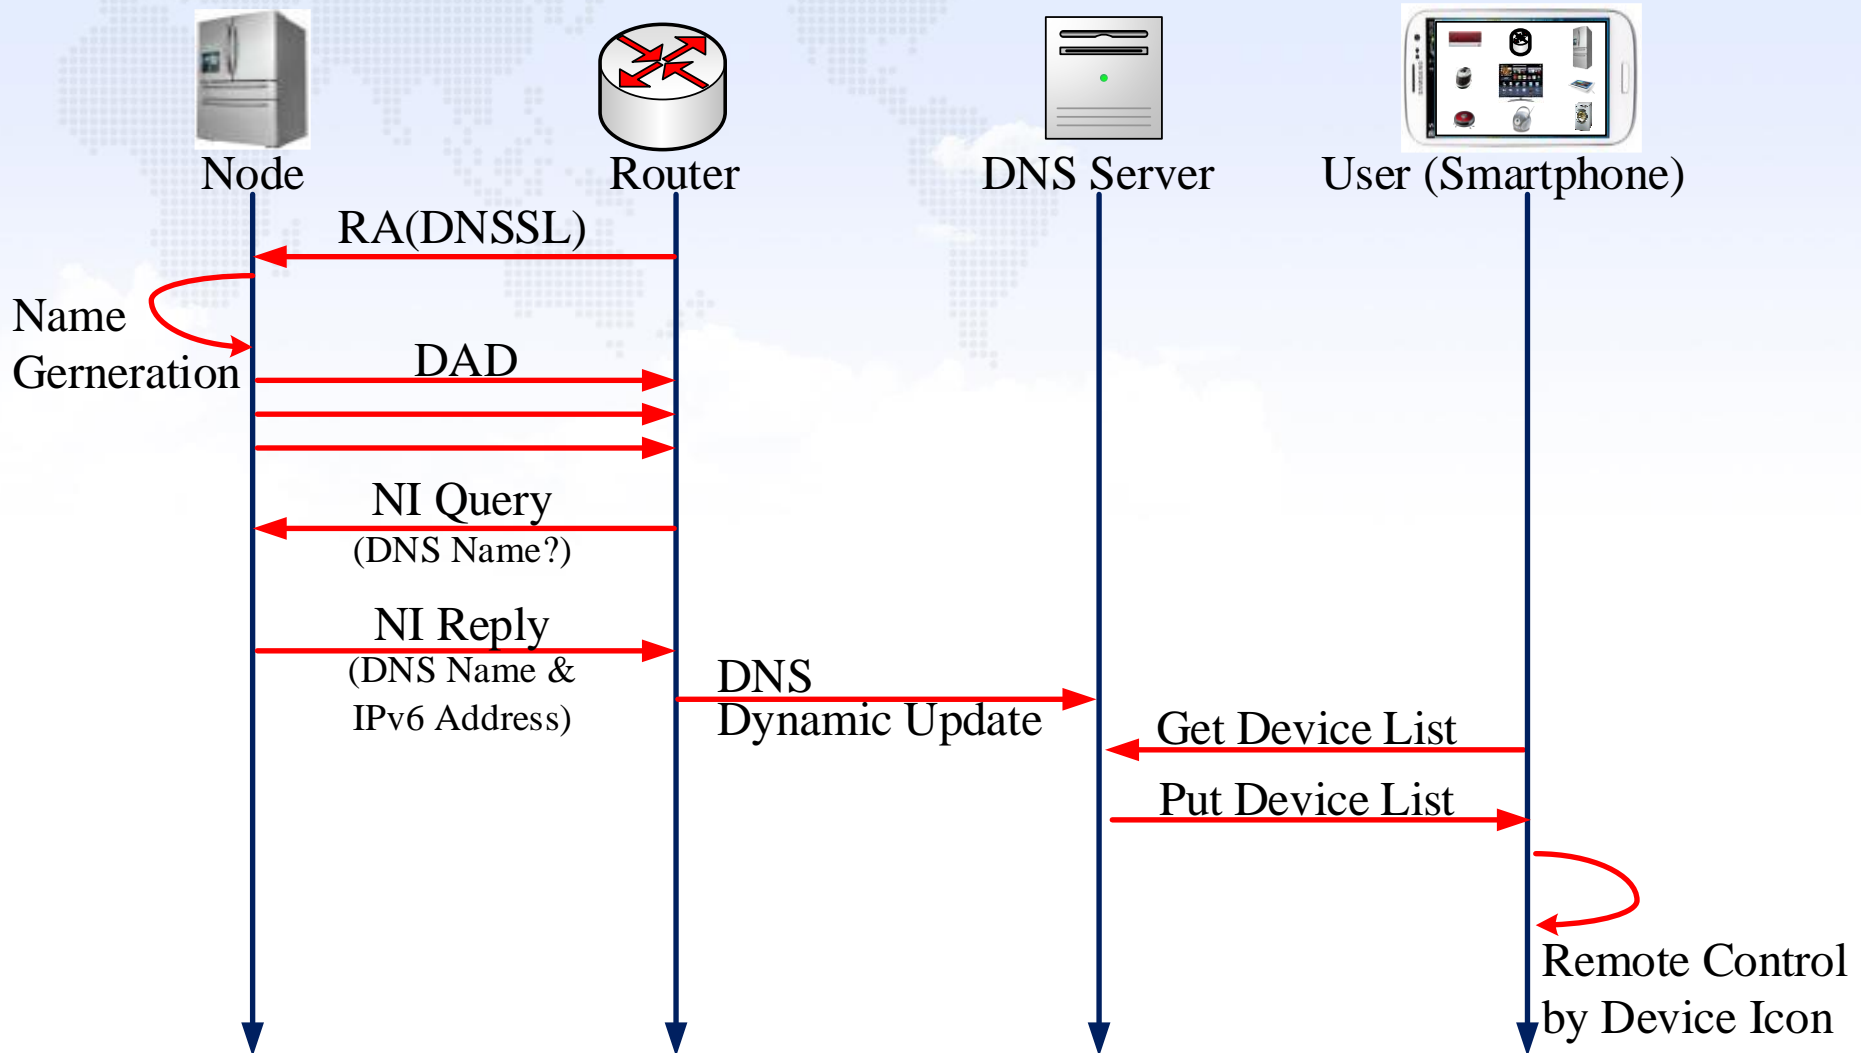 Node
Router
DNS Server
User (Smartphone)
RA(DNSSL)
Name
Gerneration
DAD
NI Query
(DNS Name?)
NI Reply
(DNS Name &
IPv6 Address)
DNS
Dynamic Update
Get Device List
Put Device List
Remote Control
by Device Icon
SAMSUNG